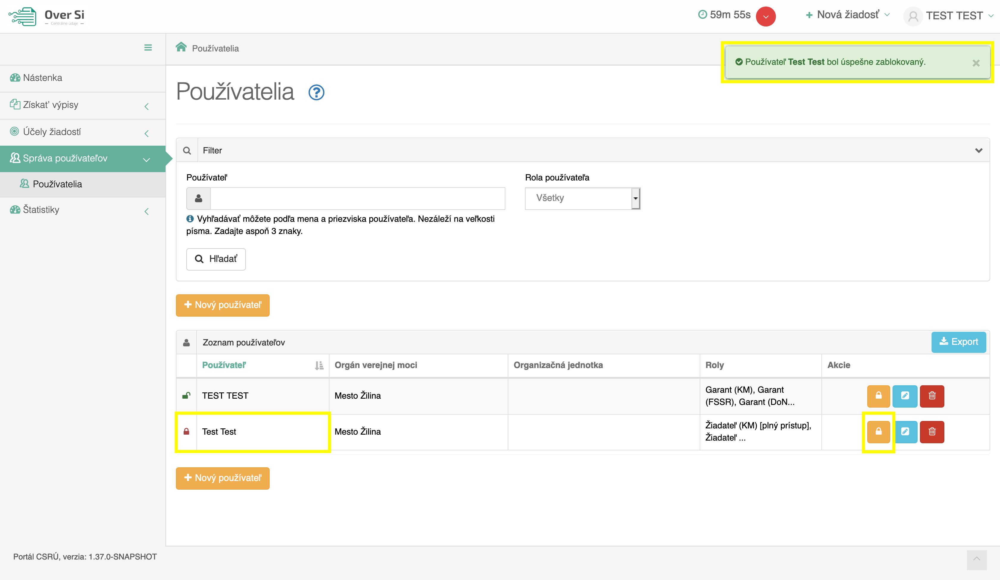 Over Si
Centrálne údaje
59m 55s
Nová žiadosť
TEST TEST
Používatelia
Používateľ Test Test bol úspešne zablokovaný.
Nástenka
Získať výpisy
Účely žiadostí
Správa používateľov
Používatelia
Štatistiky
Používatelia
Filter
Používateľ
Rola používateľa
Všetky
Vyhľadávať môžete podľa mena a priezviska používateľa. Nezáleží na veľkosti
písma. Zadajte aspoň 3 znaky.
Hľadať
Nový používateľ
Zoznam používateľov
Export
Používateľ Orgán verejnej moci Organizačná jednotka Roly Akcie
TEST TEST Mesto Žilina Garant (KM), Garant
(FSSR), Garant (DoN...
Test Test Mesto Žilina Žiadateľ (KM) [plný prístup],
Žiadateľ ...
Nový používateľ
Portál CSRÚ, verzia: 1.37.0-SNAPSHOT